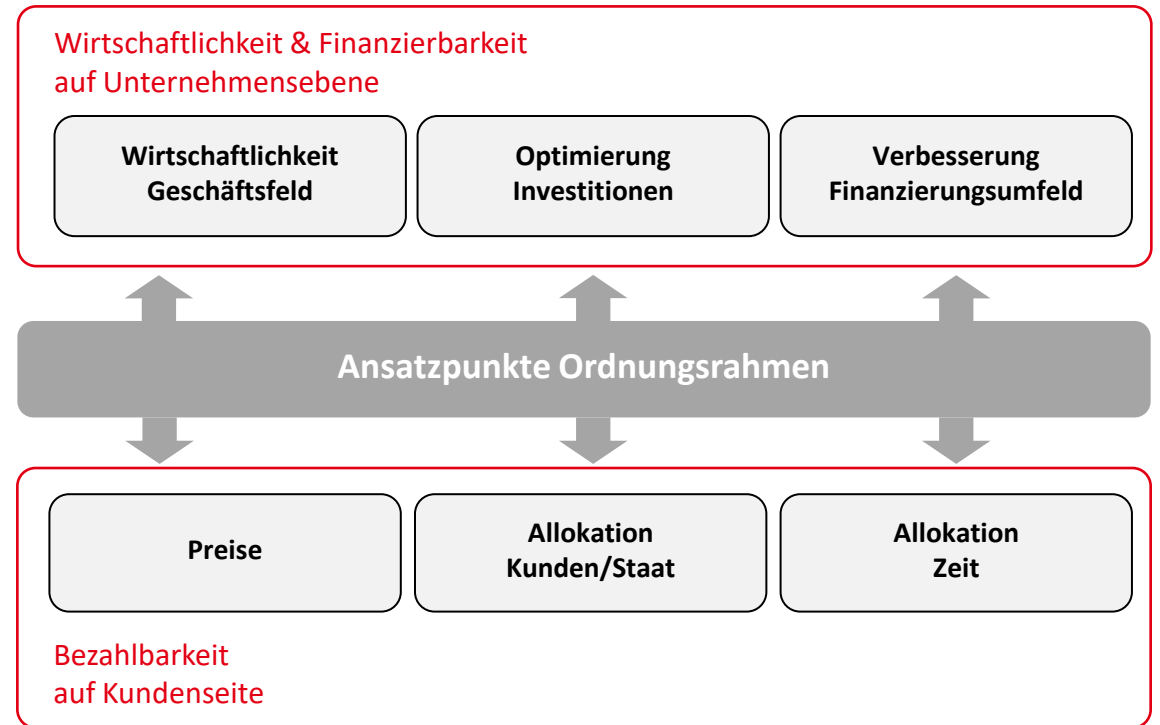 Wirtschaftlichkeit & Finanzierbarkeit
auf Unternehmensebene
Wirtschaftlichkeit
Geschäftsfeld
Optimierung
Investitionen
Verbesserung
Finanzierungsumfeld
Ansatzpunkte Ordnungsrahmen
Preise
Allokation
Kunden/Staat
Allokation
Zeit
Bezahlbarkeit
auf Kundenseite